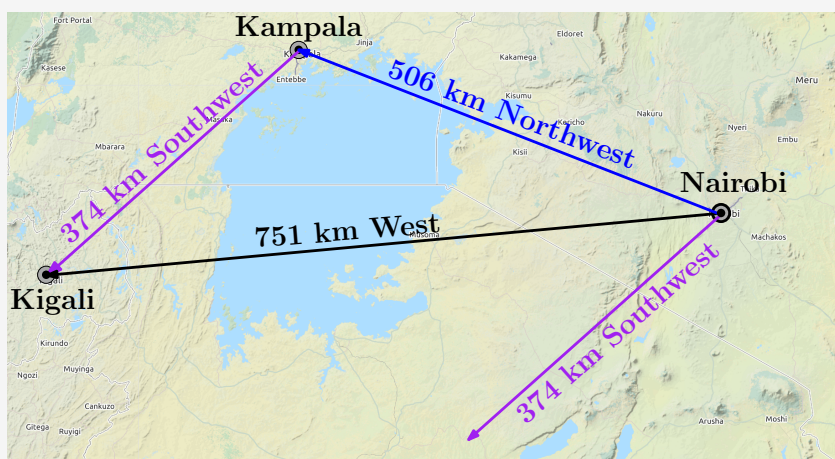 Fort Portal
Kampala
Jinja
Eldoret
Kakamega
Kasese
Entebbe
506 km Northwest
Meru
Kisumu
Kericho
Nakuru
Nyeri
Embu
374 km Southwest
Masaka
Mbarara
Kisii
Nairobi
751 km West
Musoma
Machakos
Kigali
374 km Southwest
Kirundo
Muyinga
Ngozi
Cankuzo
Gitega
Ruyigi
Arusha
Moshi